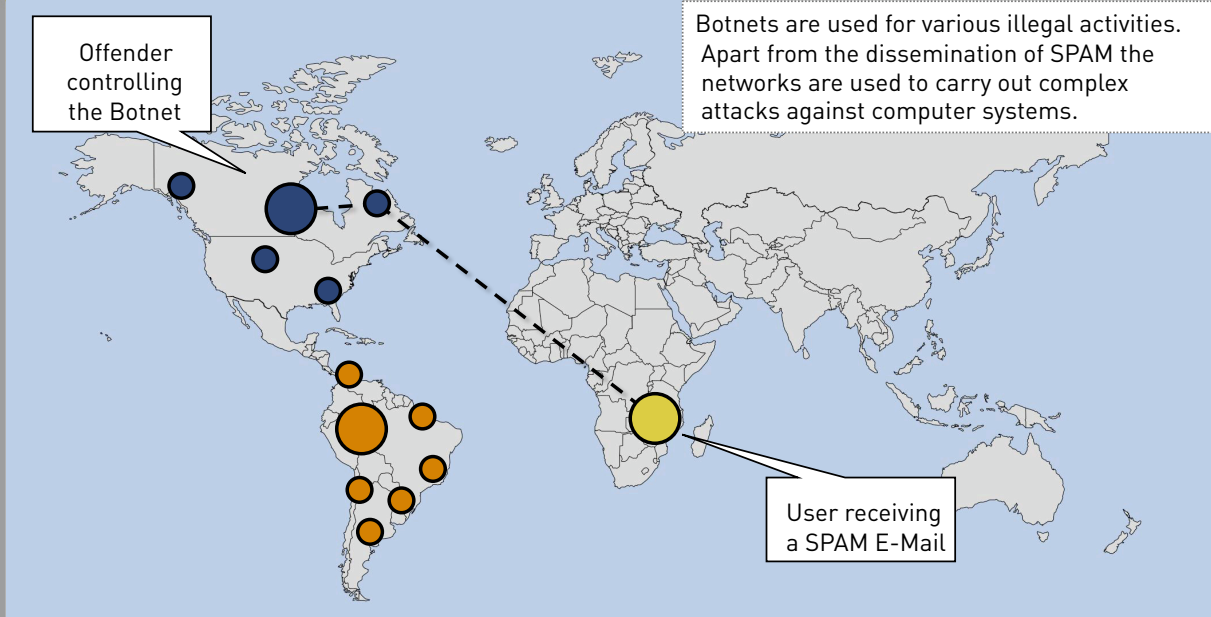 Offender
controlling
the Botnet
Botnets are used for various illegal activities.
Apart from the dissemination of SPAM the
networks are used to carry out complex
attacks against computer systems.
User receiving
a SPAM E-Mail